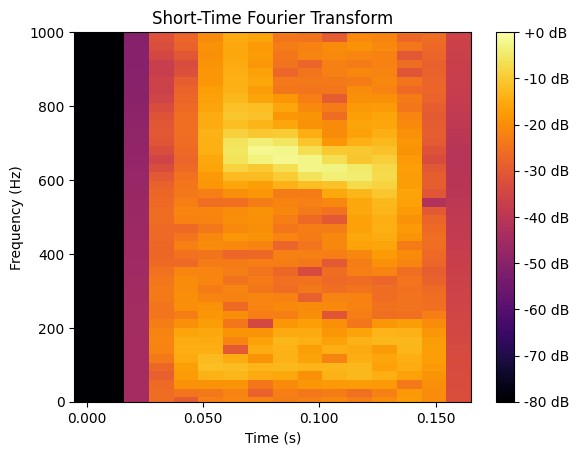 Short-Time Fourier Transform
1000
800
600
400
200
0
Frequency (Hz)
0.000
0.050
0.100
0.150
Time (s)
+0 dB
-10 dB
-20 dB
-30 dB
-40 dB
-50 dB
-60 dB
-70 dB
-80 dB